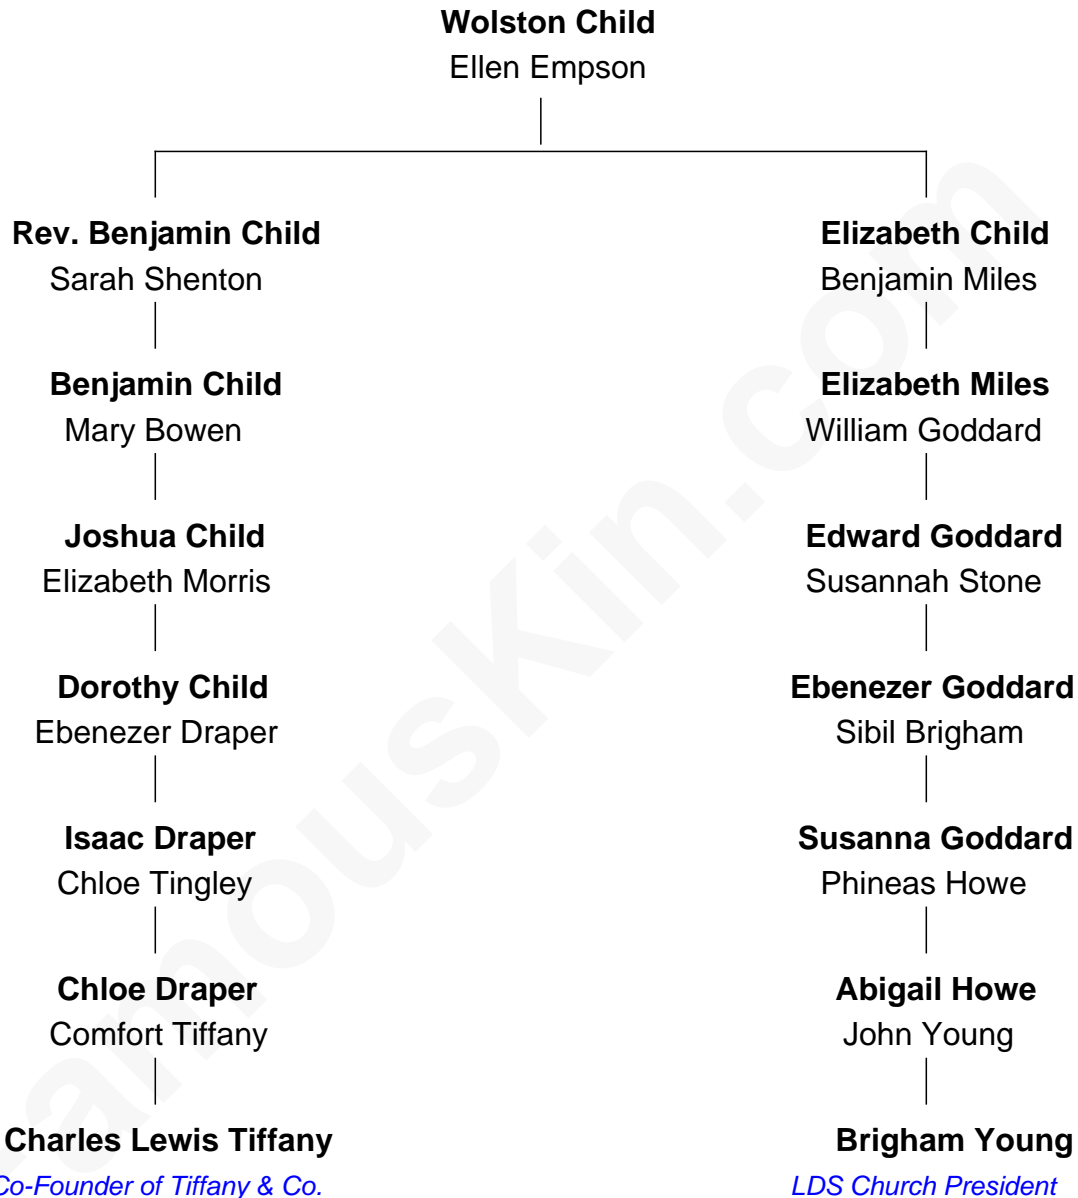 Wolston Child
Ellen Empson
Rev. Benjamin Child
Sarah Shenton
Elizabeth Child
Benjamin Miles
Benjamin Child
Mary Bowen
Elizabeth Miles
William Goddard
Joshua Child
Elizabeth Morris
Edward Goddard
Susannah Stone
Dorothy Child
Ebenezer Draper
Ebenezer Goddard
Sibil Brigham
Isaac Draper
Chloe Tingley
Susanna Goddard
Phineas Howe
Chloe Draper
Comfort Tiffany
Abigail Howe
John Young
Charles Lewis Tiffany
Co-Founder of Tiffany & Co.
Brigham Young
LDS Church President
FamousKin.com